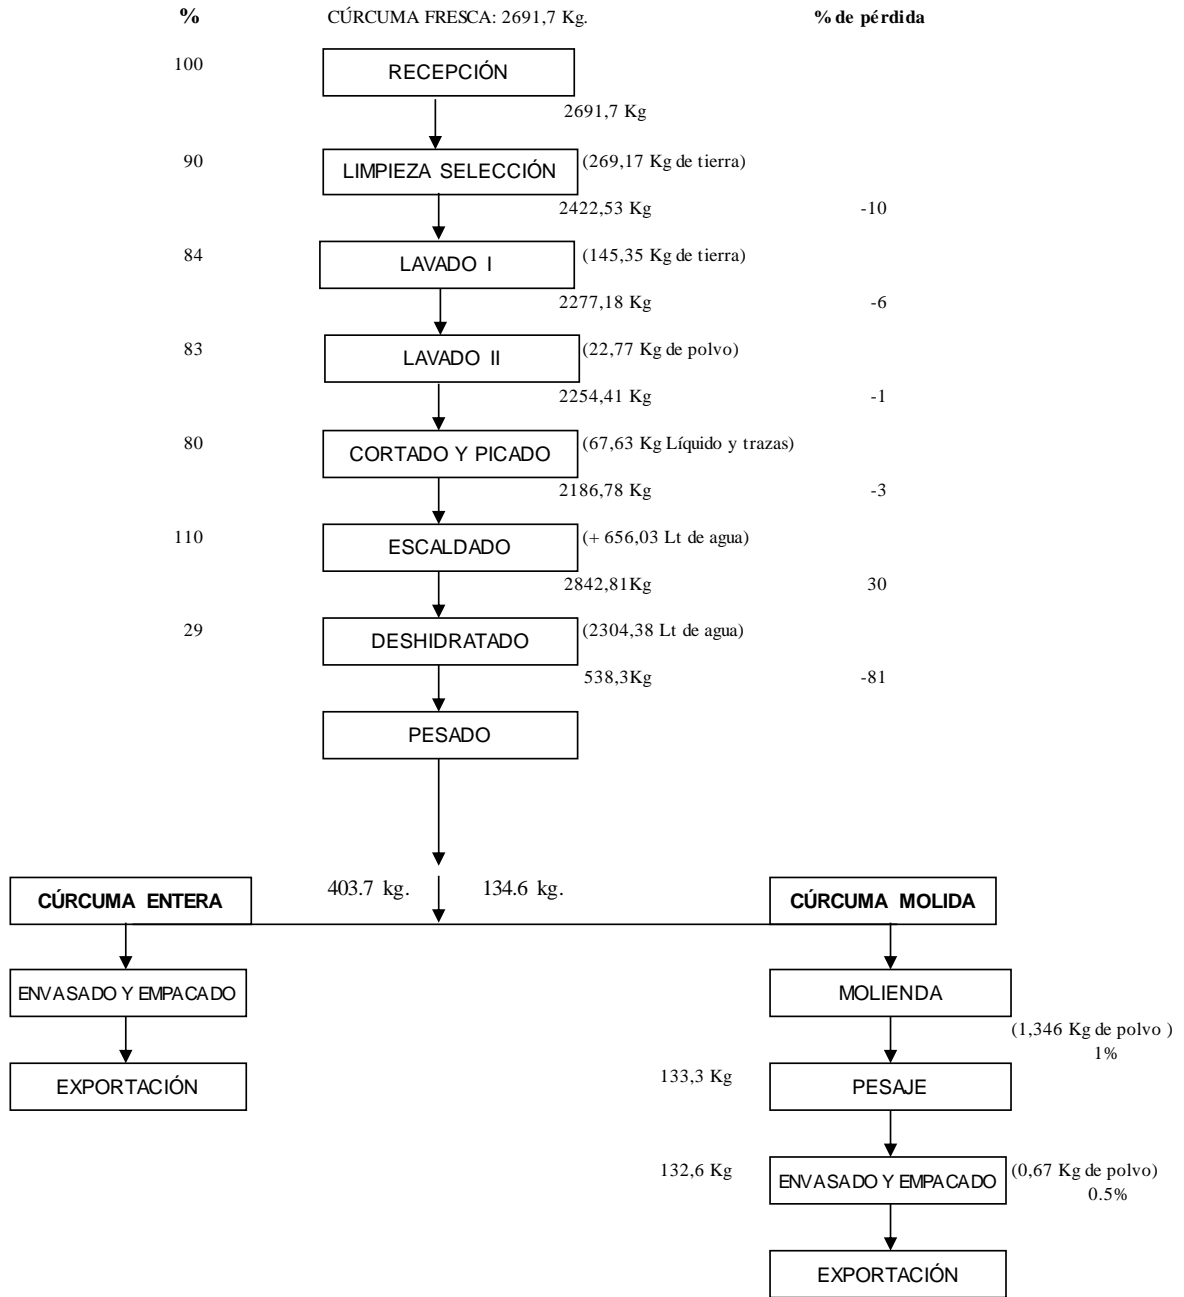 % CÚRCUMA FRESCA: 2691,7 Kg. % de pérdida
100 RECEPCIÓN
2691,7 Kg
90 LIMPIEZA SELECCIÓN (269,17 Kg de tierra)
2422,53 Kg -10
84 LAVADO I (145,35 Kg de tierra)
2277,18 Kg -6
83 LAVADO II (22,77 Kg de polvo)
2254,41 Kg -1
80 CORTADO Y PICADO (67,63 Kg Líquido y trazas)
2186,78 Kg -3
110 ESCALDADO (+ 656,03 Lt de agua)
2842,81Kg 30
29 DESHIDRATADO (2304,38 Lt de agua)
538,3Kg -81
PESADO
CÚRCUMA ENTERA 403.7 kg. 134.6 kg. CÚRCUMA MOLIDA
ENVASADO Y EMPACADO MOLIENDA
(1,346 Kg de polvo )
1%
EXPORTACIÓN 133,3 Kg PESAJE
132,6 Kg ENVASADO Y EMPACADO (0,67 Kg de polvo)
0.5%
EXPORTACIÓN